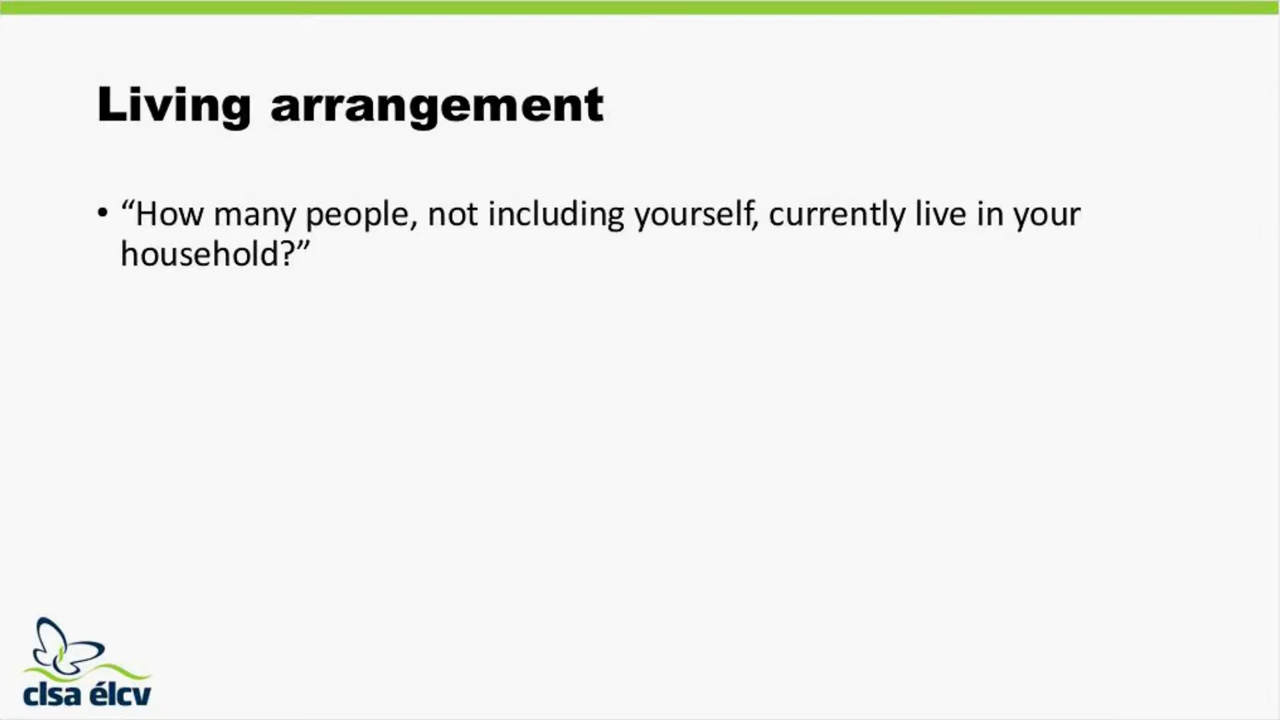 Living arrangement
• “How many people, not including yourself, currently live in your
household?”
clsa élcv